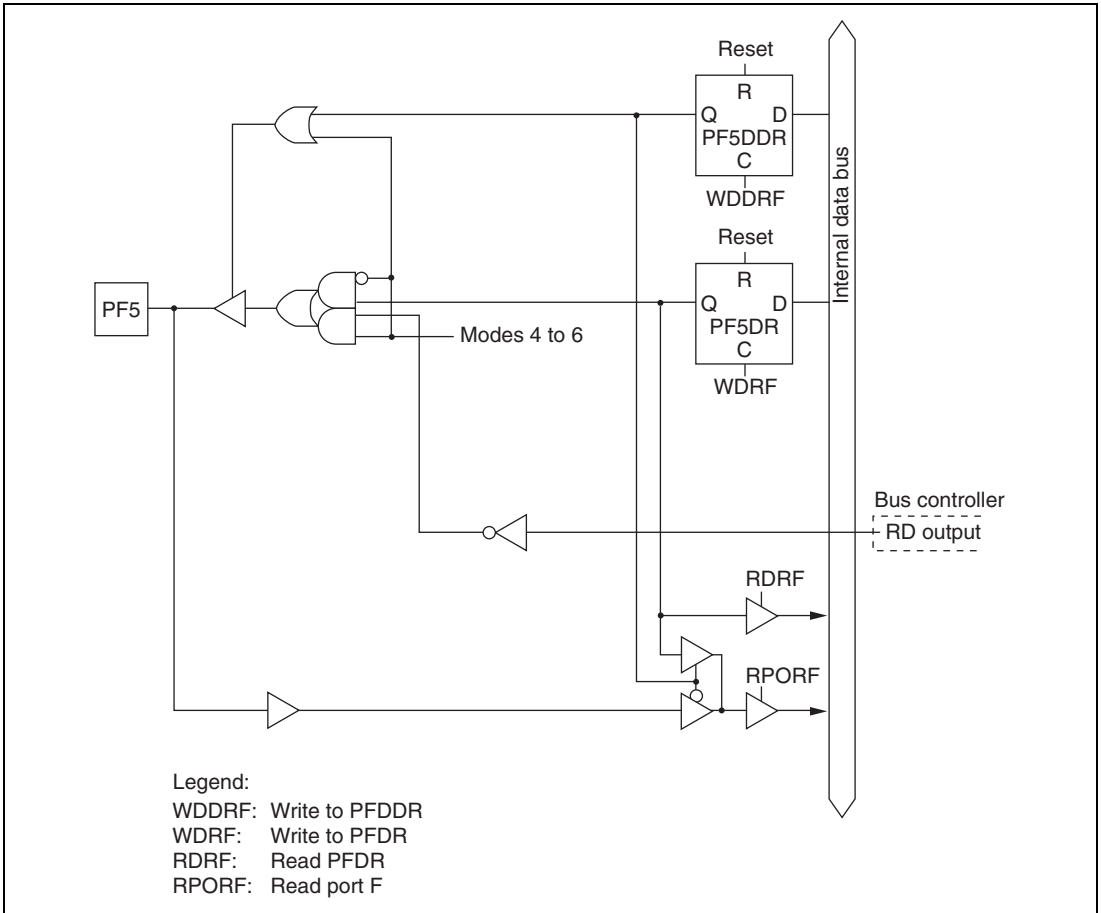 Reset
R
Q D
PF5DDR
C
WDDRF
Internal data bus
Reset
R
Q D
PF5DR
C
WDRF
PF5
Modes 4 to 6
Bus controller
RD output
RDRF
RPORF
Legend:
WDDRF: Write to PFDDR
WDRF: Write to PFDR
RDRF: Read PFDR
RPORF: Read port F